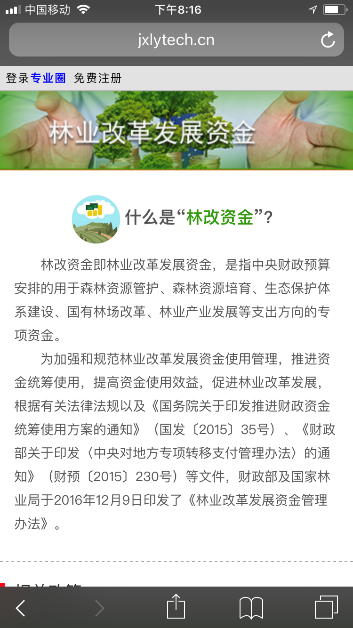 中国移动 下午8:16
jxlytech.cn
登录专业圈 免费注册
林业改革发展资金
什么是“林改资金”?
林改资金即林业改革发展资金，是指中央财政预算
安排的用于森林资源管护、森林资源培育、生态保护体
系建设、国有林场改革、林业产业发展等支出方向的专
项资金。
为加强和规范林业改革发展资金使用管理，推进资
金统筹使用，提高资金使用效益，促进林业改革发展，
根据有关法律法规以及《国务院关于印发推进财政资金
统筹使用方案的通知》（国发〔2015〕35号）、《财政
部关于印发〈中央对地方专项转移支付管理办法〉的通
知》（财预〔2015〕230号）等文件，财政部及国家林
业局于2016年12月9日印发了《林业改革发展资金管理
办法》。